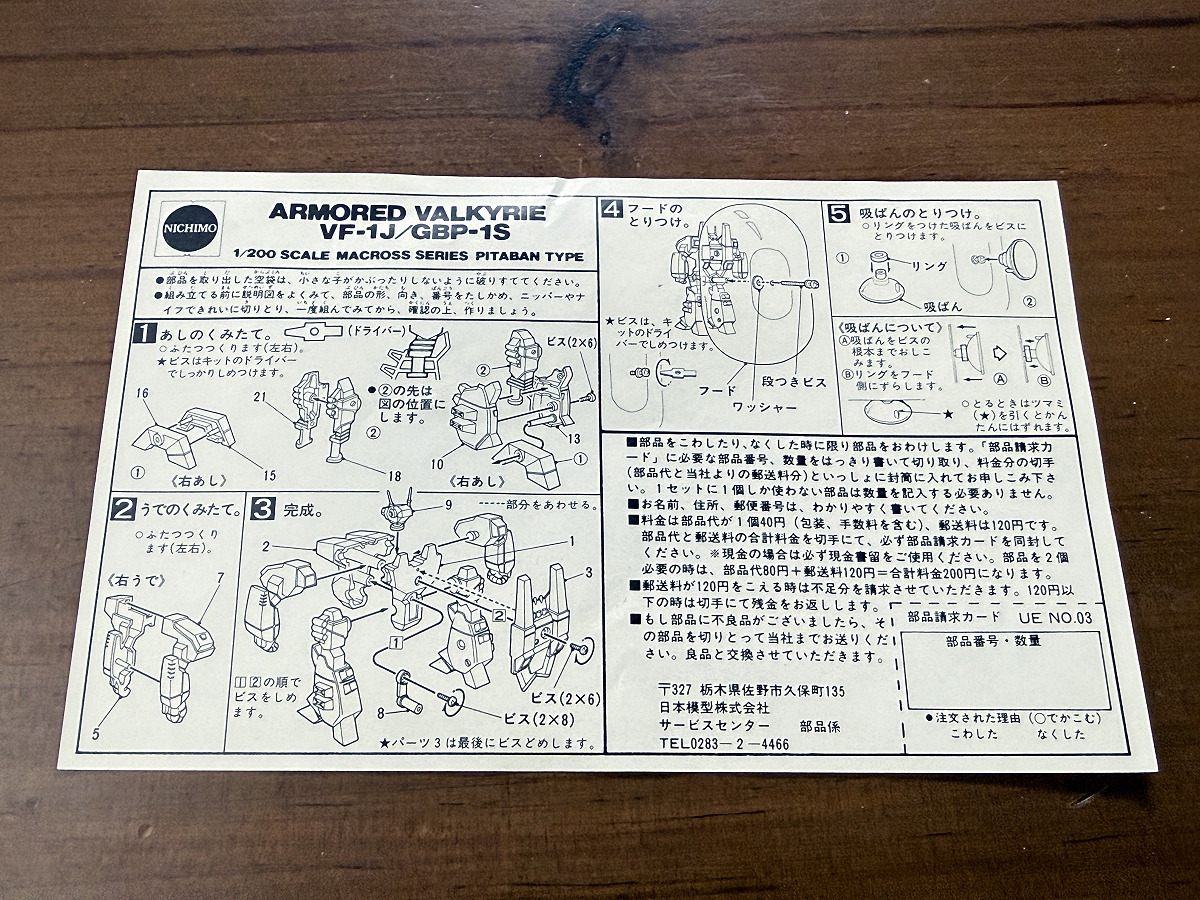 NICHIMO
ARMORED VALKYRIE
VF-1J/GBP-1S
1/200 SCALE MACROSS SERIES PITABAN TYPE
●部品を取り出した空袋は、小さな子がかぶったりしないように破りすててください。
●組み立てる前に説明図をよくみて、部品の形、向き、番号をたしかめ、ニッパーやナ
イフできれいに切りとり、一度組んでみてから、確認の上、作りましょう。
1 あしのくみたて。
(ドライバー)
○ふたつつくります(左右)。
★ビスはキットのドライバー
でしっかりしめつけます。
ビス(2×6)
②
●②の先は
図の位置に
します。
16
21
②
13
①
15
18
10
①
《右あし》
《右あし》
2 うでのくみたて。
○ふたつつくり
ます(左右)。
《右うで》
7
5
3 完成。
9
----部分をあわせる。
2
1
3
1
2
1 2の順で
ビスをしめ
ます。
8
ビス(2×6)
ビス(2×8)
★パーツ3は最後にビスどめします。
4 フードの
とりつけ。
★ビスは、キ
ットのドライ
バーでしめつけます。
フード
段つきビス
ワッシャー
5 吸ばんのとりつけ。
○リングをつけた吸ばんをビスに
とりつけます。
①
リング
吸ばん
②
《吸ばんについて》
Ⓐ吸ばんをビスの
根本までおしこ
みます。
Ⓑリングをフード
側にずらします。
Ⓐ
Ⓑ
★
○とるときはツマミ
(★)を引くとかん
たんにはずれます。
■部品をこわしたり、なくした時に限り部品をおわけします。「部品請求カ
ード」に必要な部品番号、数量をはっきり書いて切り取り、料金分の切手
(部品代と当社よりの郵送料分)といっしょに封筒に入れてお申しこみ下さ
い。1セットに1個しか使わない部品は数量を記入する必要ありません。
■お名前、住所、郵便番号は、わかりやすく書いてください。
■料金は部品代が1個40円(包装、手数料を含む)、郵送料は120円です。
部品代と郵送料の合計料金を切手にて、必ず部品請求カードを同封して
ください。※現金の場合は必ず現金書留をご使用ください。部品を2個
必要の時は、部品代80円+郵送料120円=合計料金200円になります。
■郵送料が120円をこえる時は不足分を請求させていただきます。120円以
下の時は切手にて残金をお返しします。
■もし部品に不良品がございましたら、そ
の部品を切りとって当社までお送りくだ
さい。良品と交換させていただきます。
〒327 栃木県佐野市久保町135
日本模型株式会社
サービスセンター 部品係
TEL0283-2-4466
部品請求カード UE NO.03
部品番号・数量
●注文された理由(○でかこむ)
こわした なくした